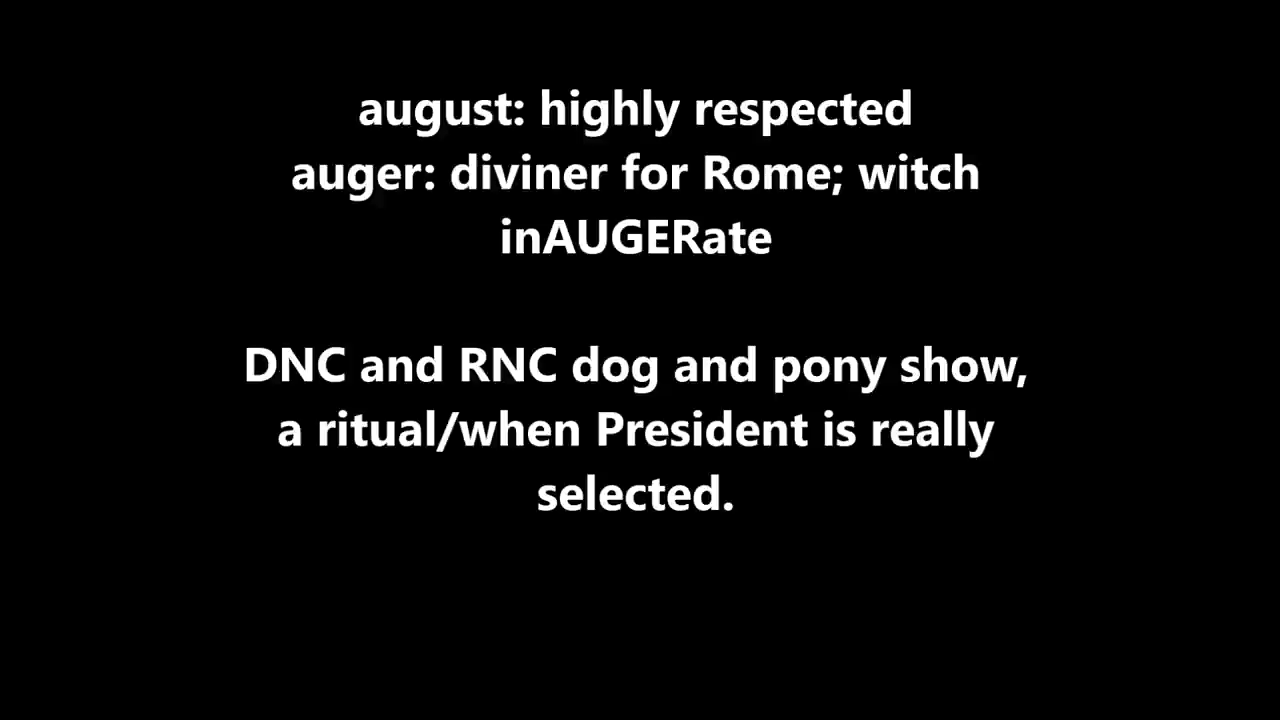 august: highly respected
auger: diviner for Rome; witch
inAUGERate
DNC and RNC dog and pony show,
a ritual/when President is really
selected.